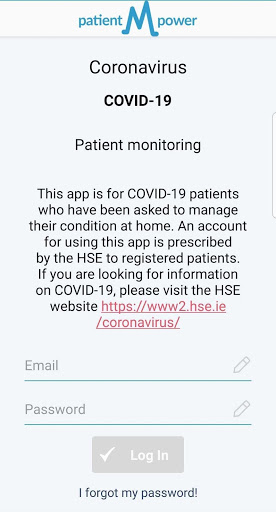 patient M power
Coronavirus
COVID-19
Patient monitoring
This app is for COVID-19 patients
who have been asked to manage
their condition at home. An account
for using this app is prescribed
by the HSE to registered patients.
If you are looking for information
on COVID-19, please visit the HSE
website https://www2.hse.ie
/coronavirus/
Email
Password
Log In
I forgot my password!